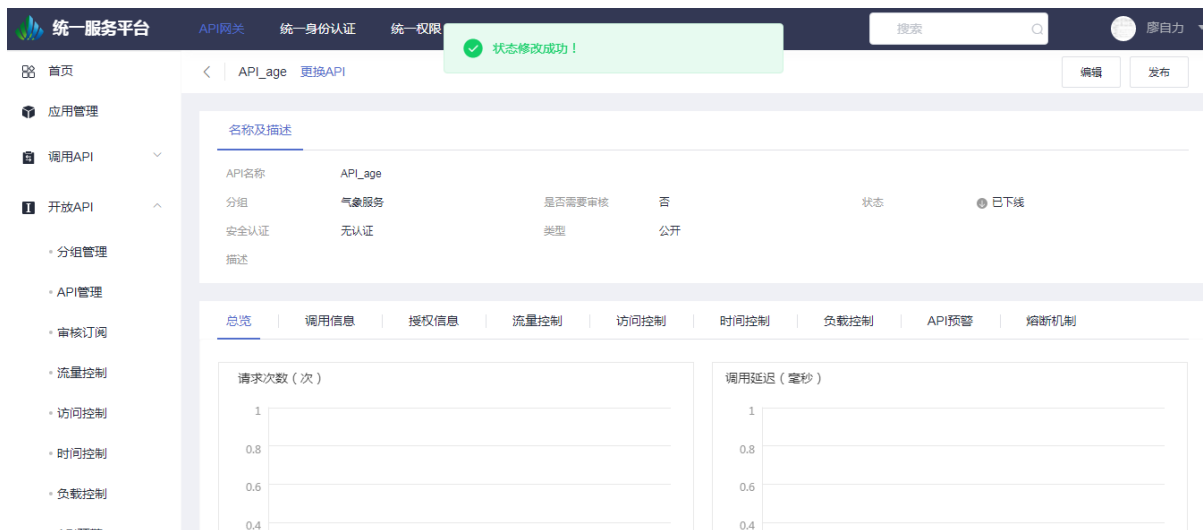 统一服务平台 API网关 统一身份认证 统一权限 搜索 廖自力
状态修改成功！
首页
API_age 更换API 编辑 发布
应用管理
名称及描述
调用API
API名称 API_age
开放API
分组 气象服务 是否需要审核 否 状态 已下线
安全认证 无认证 类型 公开
分组管理
描述
API管理
总览 调用信息 授权信息 流量控制 访问控制 时间控制 负载控制 API预警 熔断机制
审核订阅
流量控制
请求次数（次） 调用延迟（毫秒）
访问控制
1 1
时间控制
0.8 0.8
负载控制
0.6 0.6
0.4 0.4